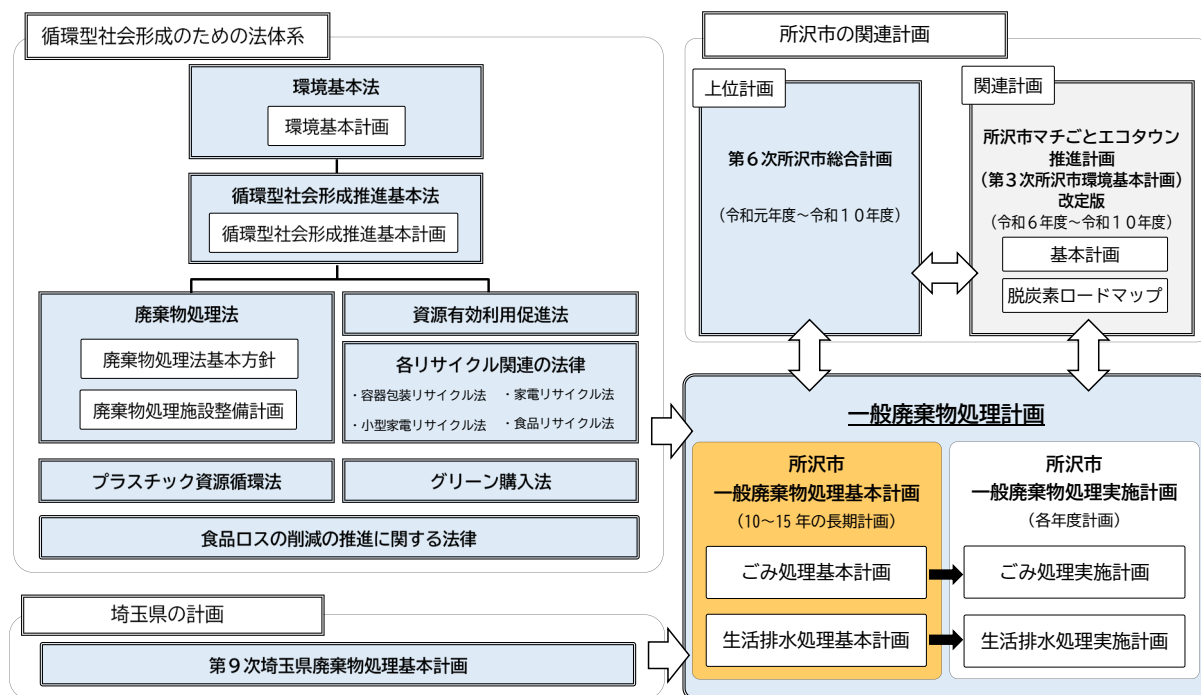 循環型社会形成のための法体系
環境基本法
環境基本計画
循環型社会形成推進基本法
循環型社会形成推進基本計画
廃棄物処理法
廃棄物処理法基本方針
廃棄物処理施設整備計画
資源有効利用促進法
各リサイクル関連の法律
・容器包装リサイクル法 ・家電リサイクル法
・小型家電リサイクル法 ・食品リサイクル法
プラスチック資源循環法
グリーン購入法
食品ロスの削減の推進に関する法律
埼玉県の計画
第9次埼玉県廃棄物処理基本計画
所沢市の関連計画
上位計画
第6次所沢市総合計画
(令和元年度~令和10年度)
関連計画
所沢市マチごとエコタウン
推進計画
(第3次所沢市環境基本計画)
改定版
(令和6年度~令和10年度)
基本計画
脱炭素ロードマップ
一般廃棄物処理計画
所沢市
一般廃棄物処理基本計画
(10~15年の長期計画)
ごみ処理基本計画
生活排水処理基本計画
所沢市
一般廃棄物処理実施計画
(各年度計画)
ごみ処理実施計画
生活排水処理実施計画